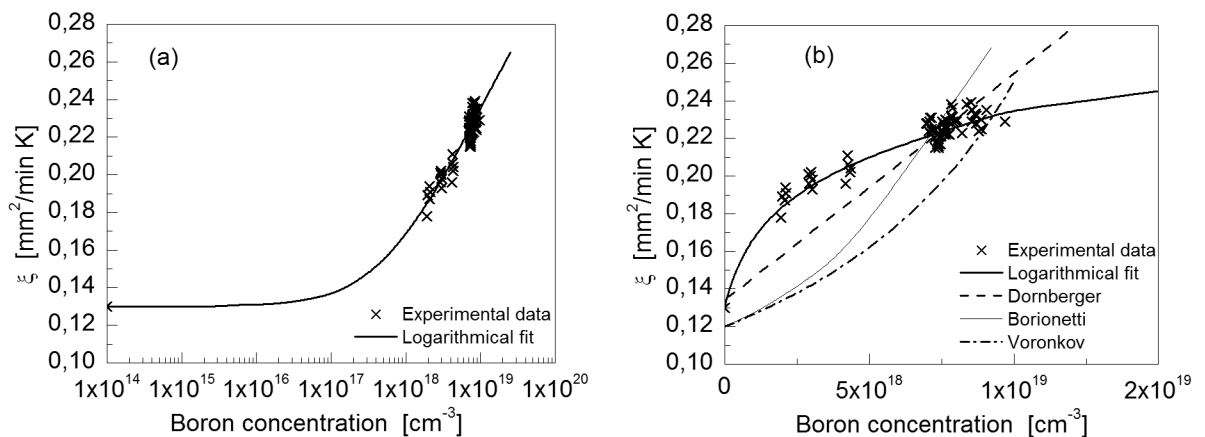 0,28
0,26
0,24
0,22
0,20
0,18
0,16
0,14
0,12
0,10
ξ [mm²/min K]
(a)
× Experimental data
Logarithmical fit
1x10¹⁴ 1x10¹⁵ 1x10¹⁶ 1x10¹⁷ 1x10¹⁸ 1x10¹⁹ 1x10²⁰
Boron concentration [cm⁻³]
0,28
0,26
0,24
0,22
0,20
0,18
0,16
0,14
0,12
0,10
ξ [mm²/min K]
(b)
× Experimental data
Logarithmical fit
Dornberger
Borionetti
Voronkov
0 5x10¹⁸ 1x10¹⁹ 2x10¹⁹
Boron concentration [cm⁻³]